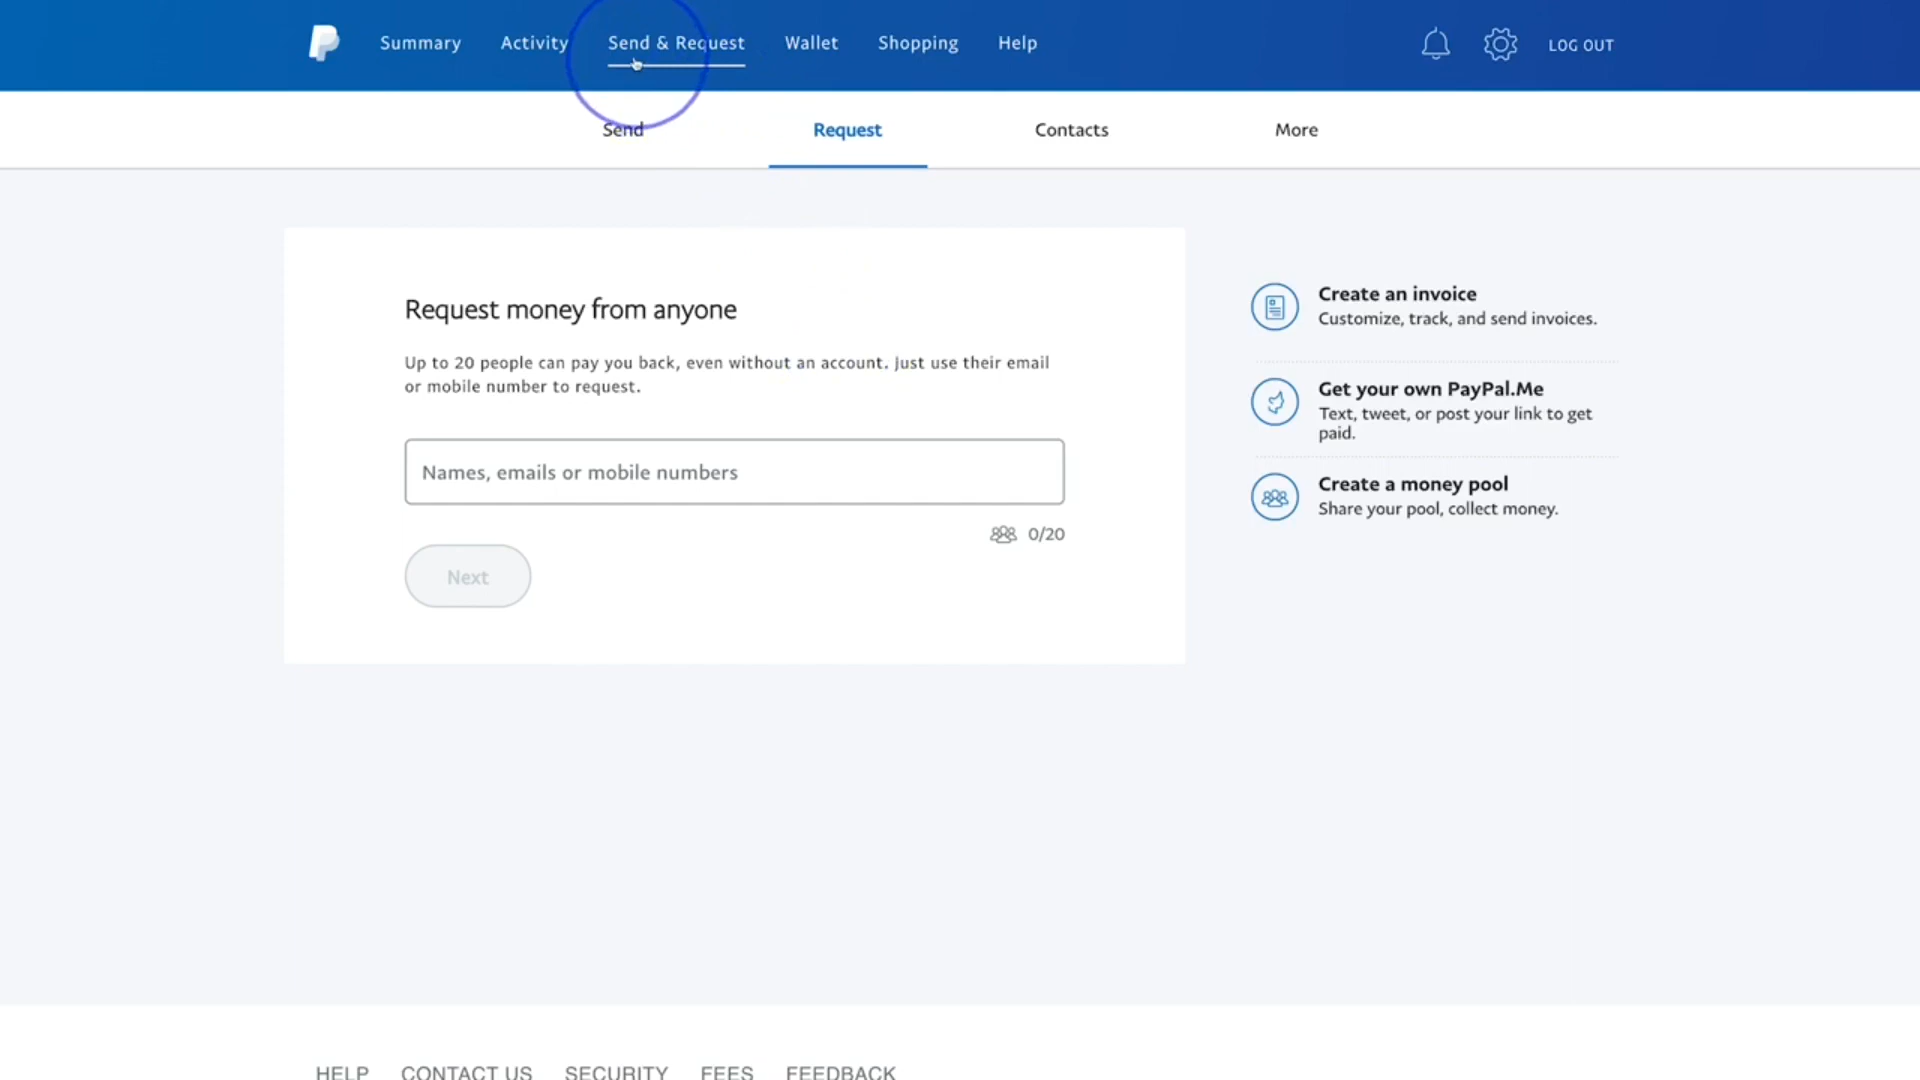 Summary Activity Send & Request Wallet Shopping Help LOG OUT
Send Request Contacts More
Request money from anyone
Up to 20 people can pay you back, even without an account. Just use their email
or mobile number to request.
Names, emails or mobile numbers
0/20
Next
Create an invoice
Customize, track, and send invoices.
Get your own PayPal.Me
Text, tweet, or post your link to get
paid.
Create a money pool
Share your pool, collect money.
HELP CONTACT US SECURITY FEES FEEDBACK